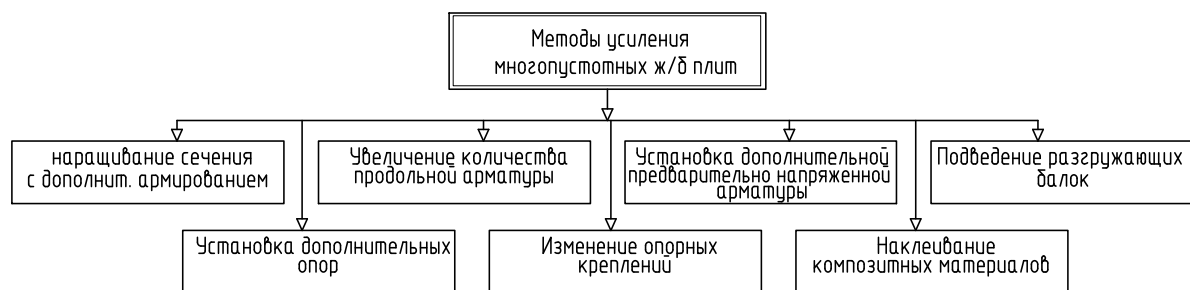 Методы усиления
многопустотных ж/б плит
наращивание сечения
с дополнит. армированием
Увеличение количества
продольной арматуры
Установка дополнительной
предварительно напряженной
арматуры
Подведение разгружающих
балок
Установка дополнительных
опор
Изменение опорных
креплений
Наклеивание
композитных материалов